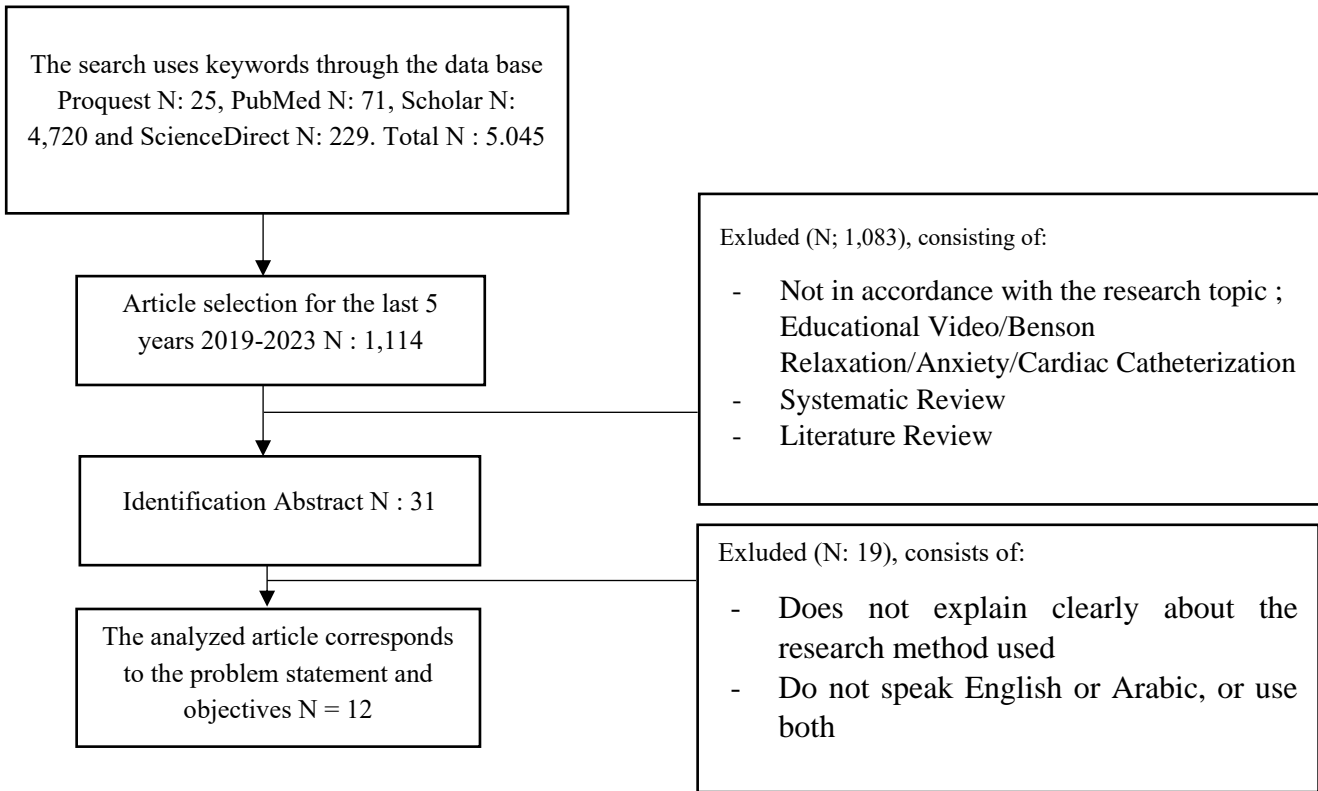 The search uses keywords through the data base
Proquest N: 25, PubMed N: 71, Scholar N:
4,720 and ScienceDirect N: 229. Total N : 5.045
Article selection for the last 5
years 2019-2023 N : 1,114
Exluded (N; 1,083), consisting of:
- Not in accordance with the research topic ;
Educational Video/Benson
Relaxation/Anxiety/Cardiac Catheterization
- Systematic Review
- Literature Review
Identification Abstract N : 31
Exluded (N: 19), consists of:
- Does not explain clearly about the
research method used
- Do not speak English or Arabic, or use
both
The analyzed article corresponds
to the problem statement and
objectives N = 12